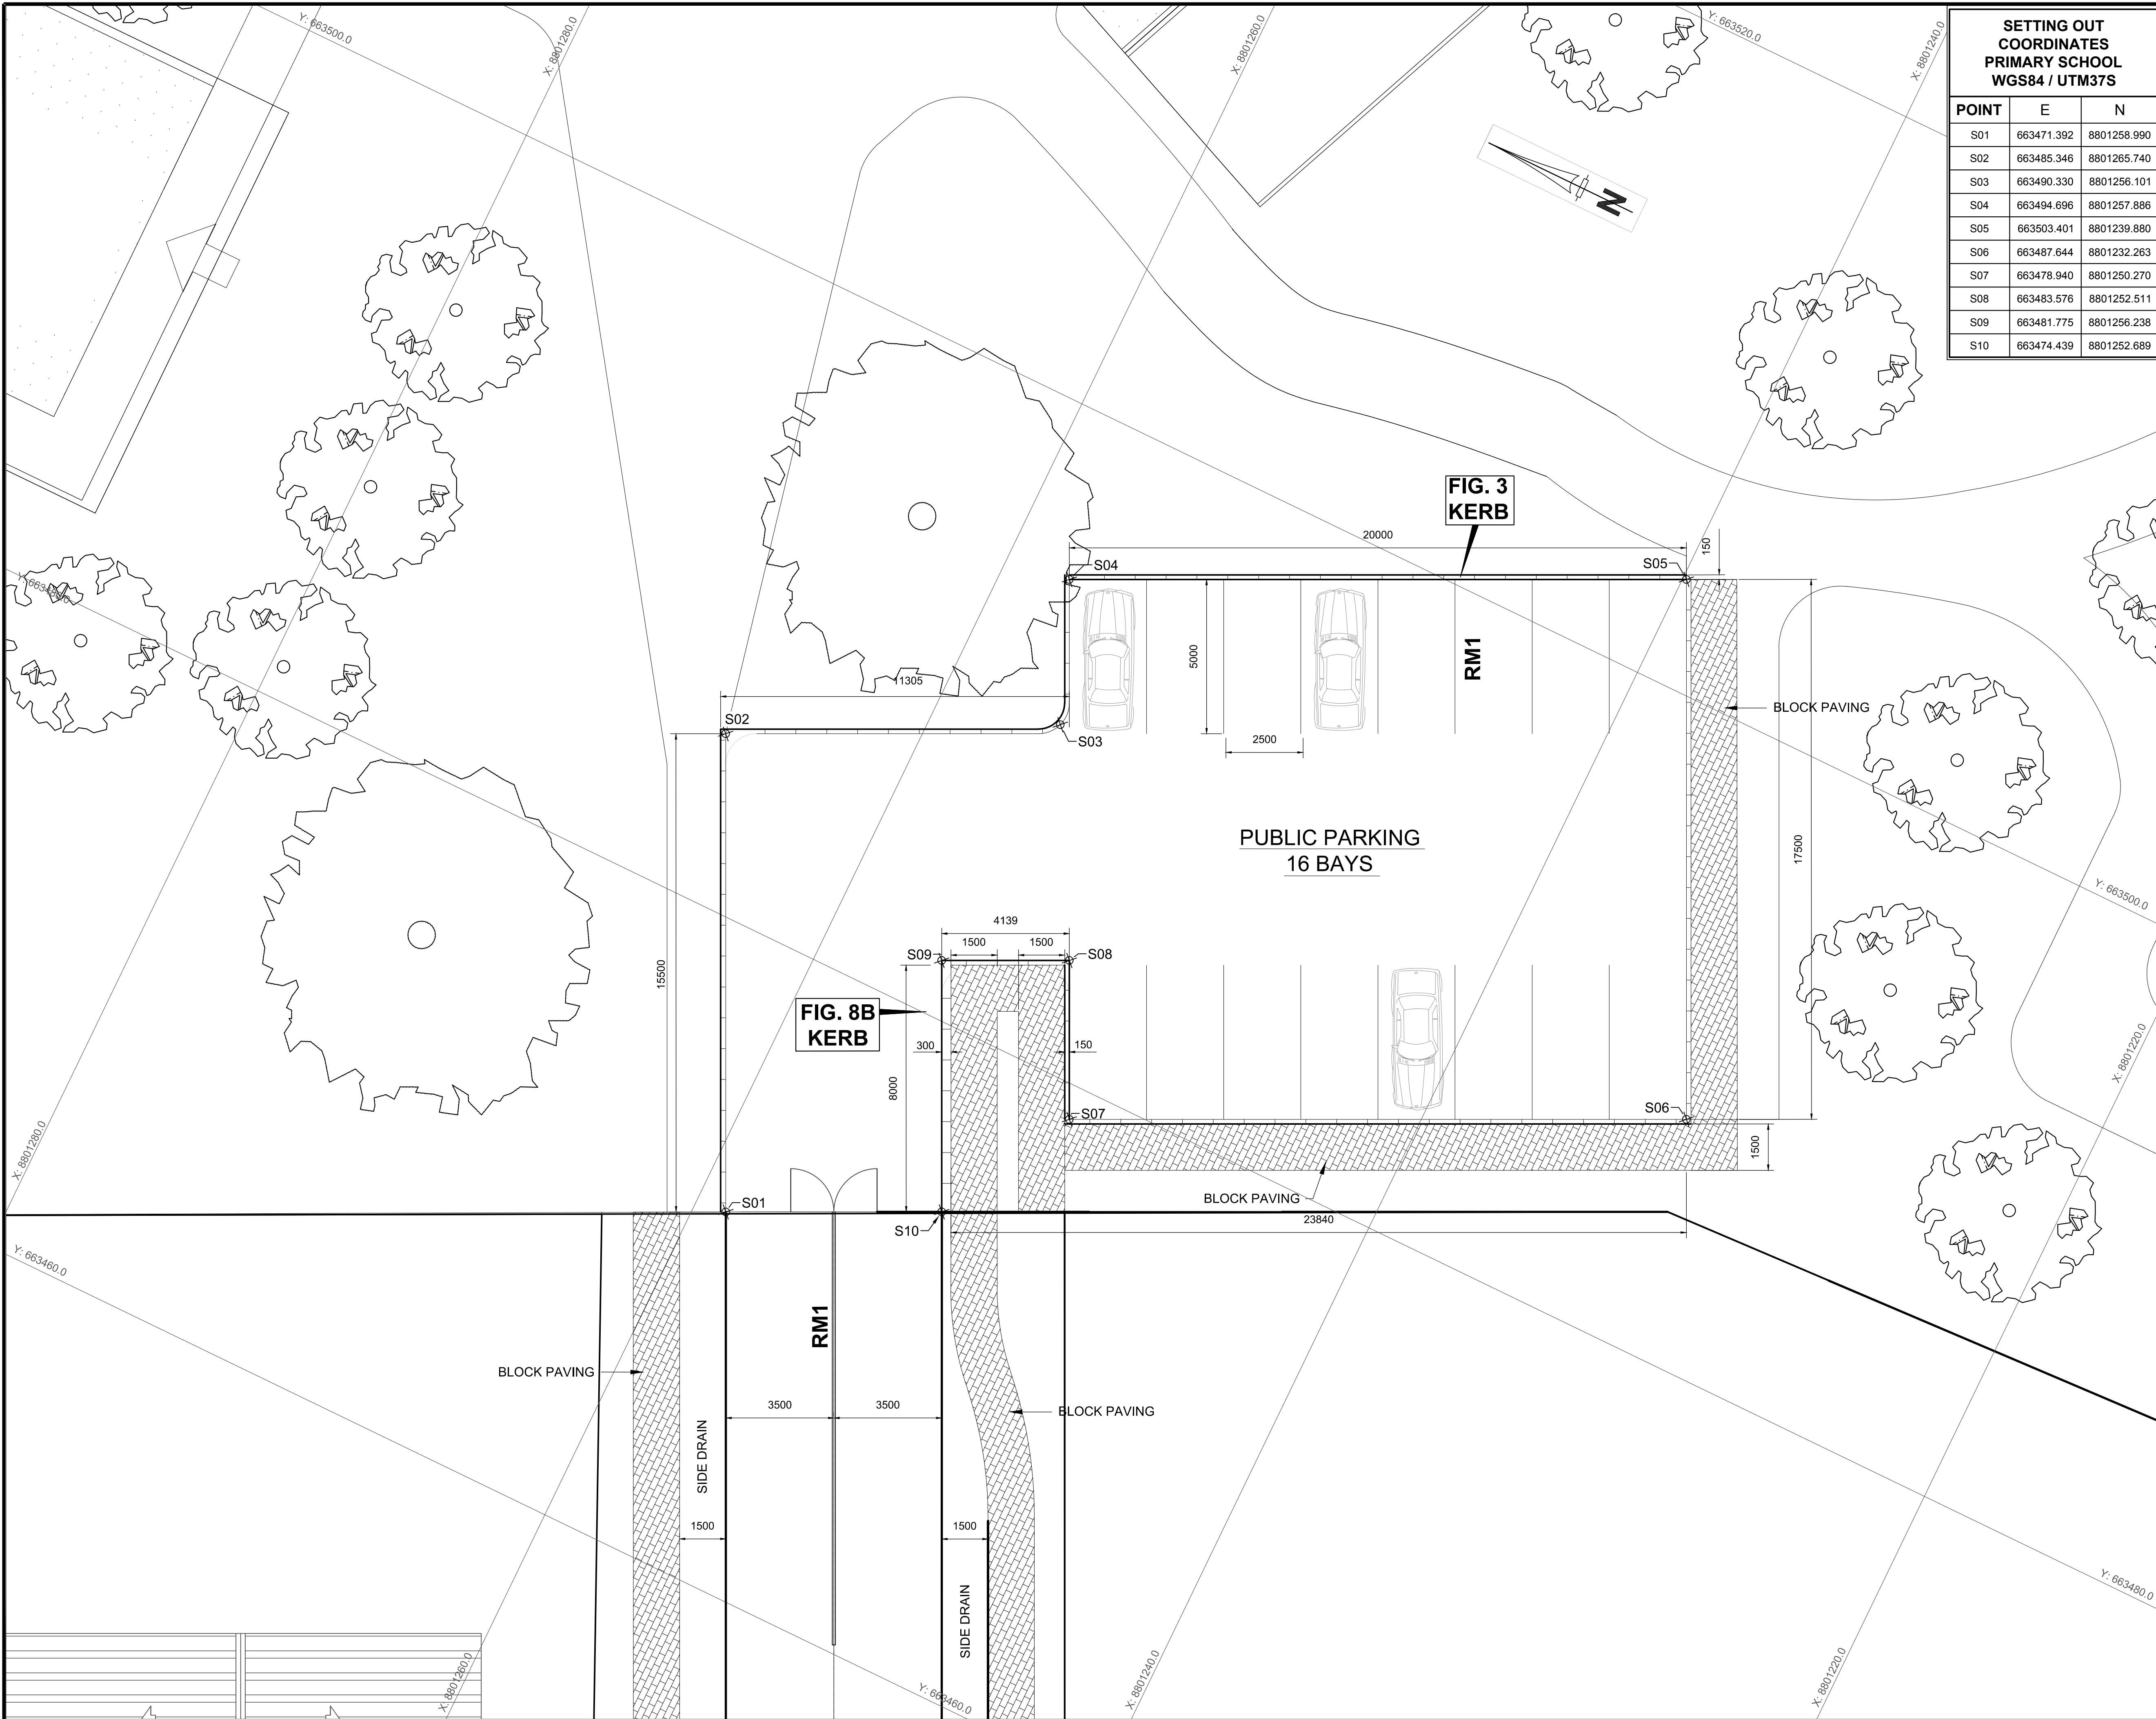 Y: 663500.0
X: 8801280.0
X: 8801260.0
Y: 663520.0
X: 8801240.0
SETTING OUT
COORDINATES
PRIMARY SCHOOL
WGS84 / UTM37S
POINT E N
S01 663471.392 8801258.990
S02 663485.346 8801265.740
S03 663490.330 8801256.101
S04 663494.696 8801257.886
S05 663503.401 8801239.880
S06 663487.644 8801232.263
S07 663478.940 8801250.270
S08 663483.576 8801252.511
S09 663481.775 8801256.238
S10 663474.439 8801252.689
N
FIG. 3
KERB
20000
150
S04
S05
5000
RM1
11305
S02
S03
2500
BLOCK PAVING
PUBLIC PARKING
16 BAYS
17500
15500
4139
1500
1500
S09
S08
Y: 663500.0
FIG. 8B
KERB
300
150
8000
S07
S06
1500
X: 8801220.0
X: 8801280.0
S01
BLOCK PAVING
S10
23840
Y: 663460.0
RM1
BLOCK PAVING
3500
3500
BLOCK PAVING
SIDE DRAIN
1500
1500
SIDE DRAIN
Y: 663480.0
X: 8801260.0
Y: 663460.0
X: 8801240.0
X: 8801220.0